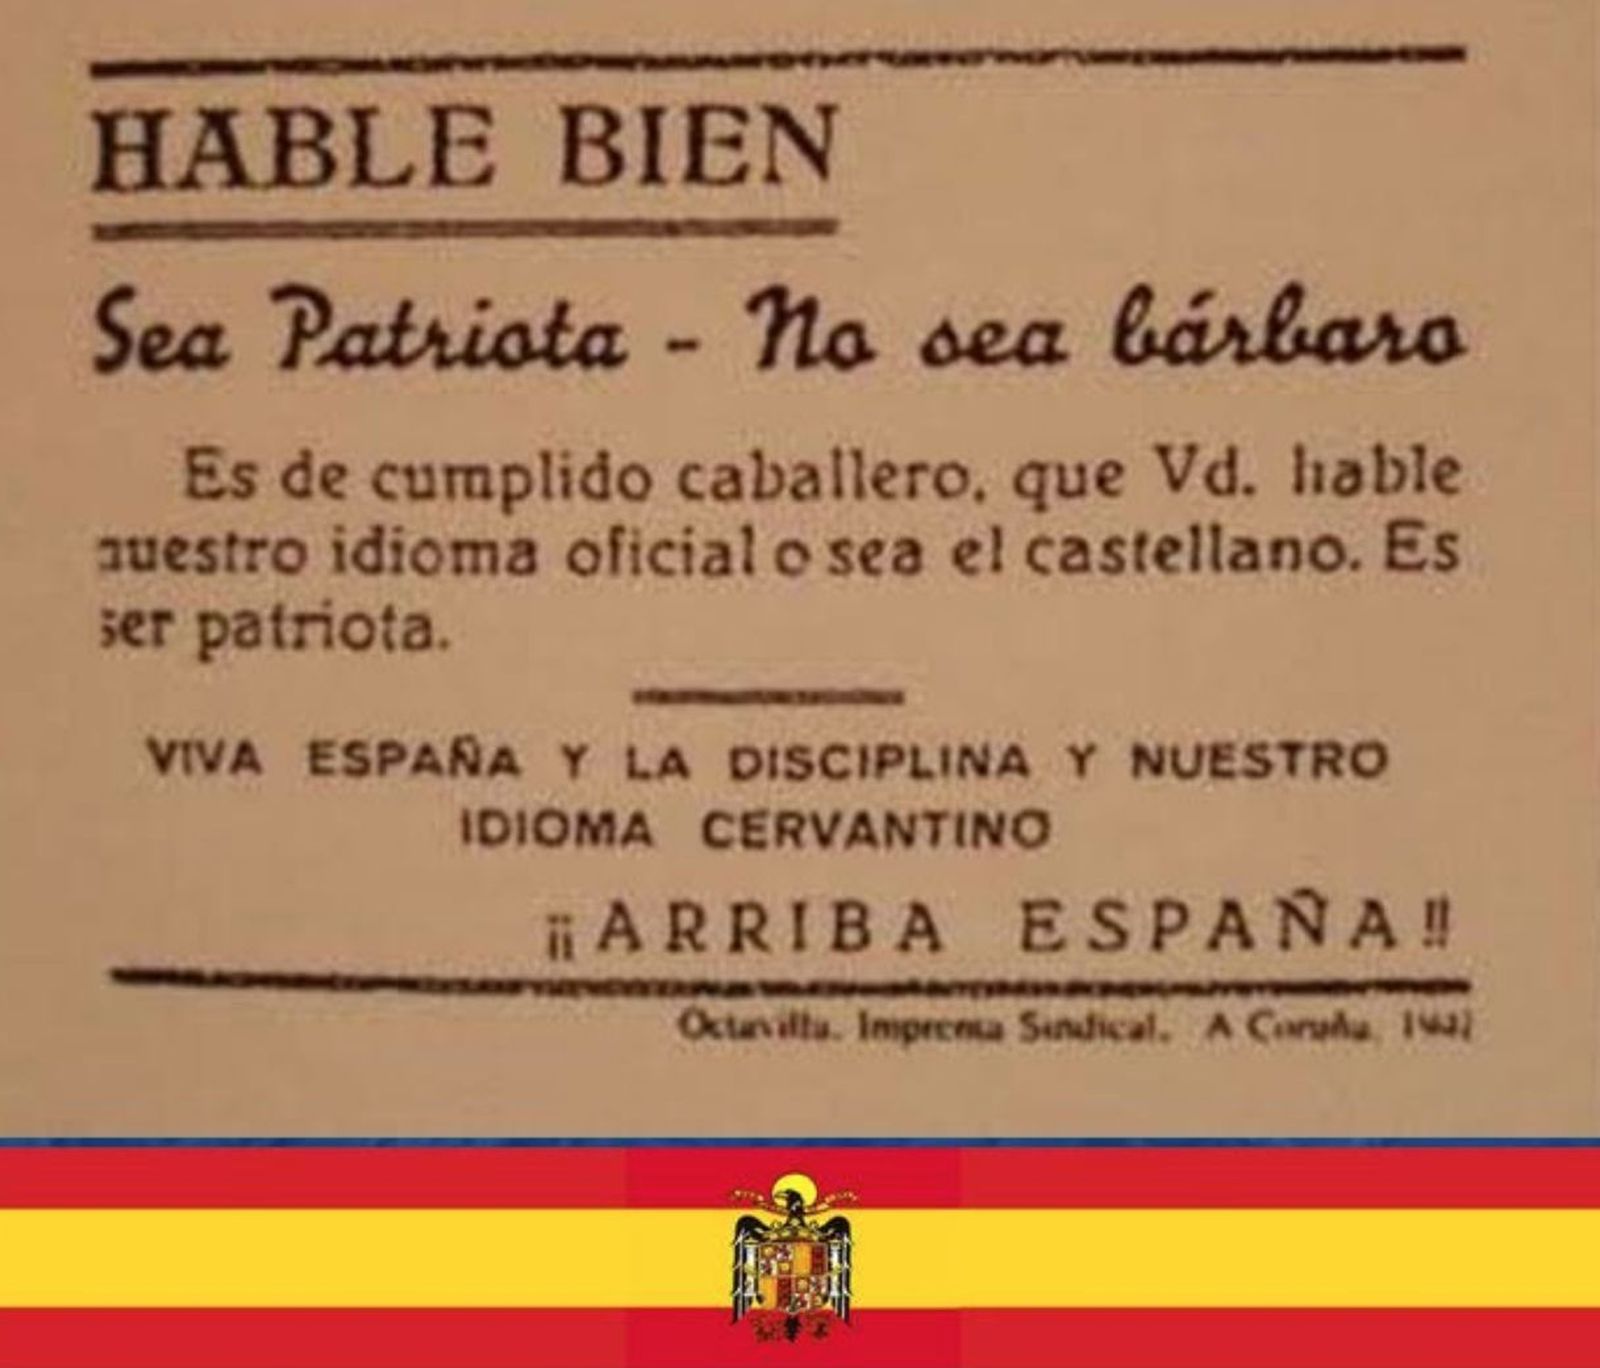 HABLE BIEN
Sea Patriota - No sea bárbaro
Es de cumplido caballero, que Vd. hable
nuestro idioma oficial o sea el castellano. Es
ser patriota.
VIVA ESPAÑA Y LA DISCIPLINA Y NUESTRO
IDIOMA CERVANTINO
¡¡ARRIBA ESPAÑA!!
Octavilla. Imprenta Sindical. A Coruña,